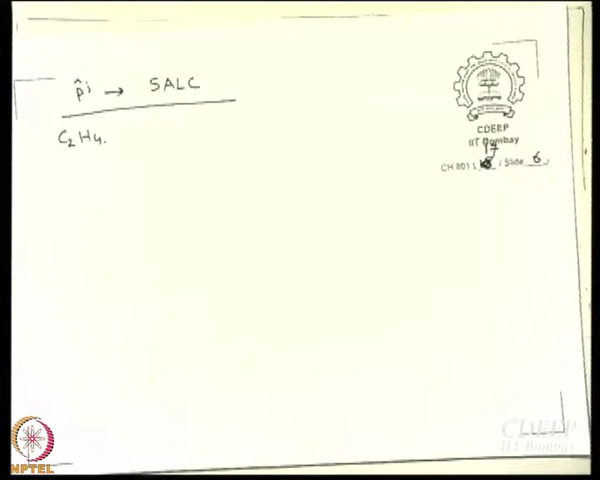 p̂ʲ → SALC
C₂H₄.
CDEEP
IIT Bombay
17
CH 801 L / Slide 6
NPTEL
CDEEP
IIT Bombay